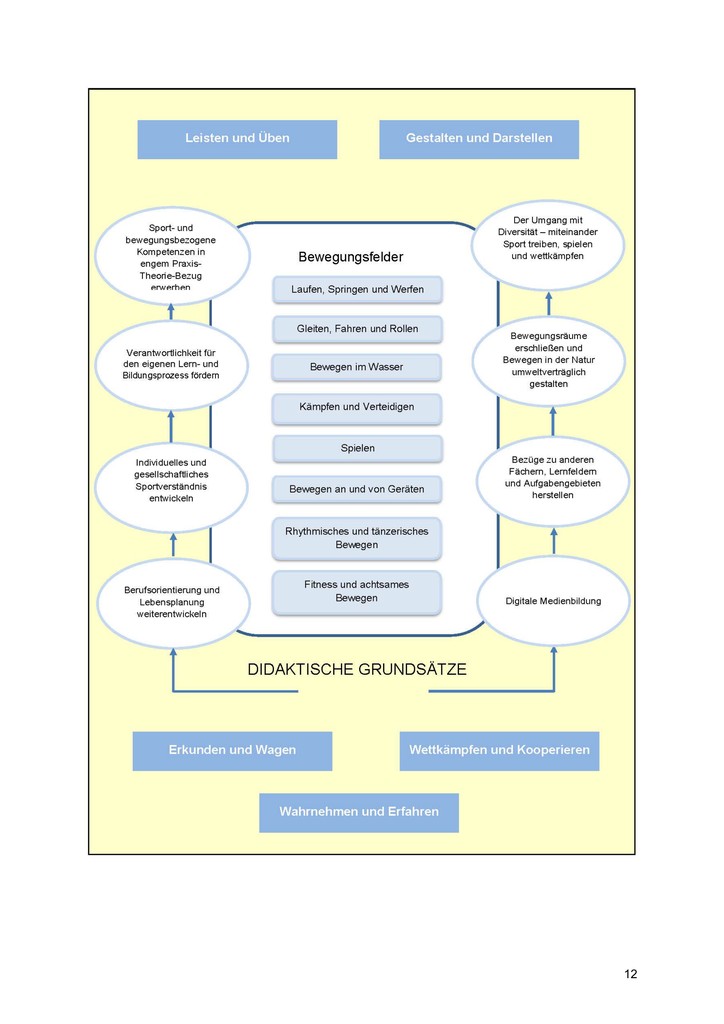 Leisten und Üben
Gestalten und Darstellen
Sport- und
bewegungsbezogene
Kompetenzen in
engem Praxis-
Theorie-Bezug
erwerben
Verantwortlichkeit für
den eigenen Lern- und
Bildungsprozess fördern
Individuelles und
gesellschaftliches
Sportverständnis
entwickeln
Berufsorientierung und
Lebensplanung
weiterentwickeln
Bewegungsfelder
Laufen, Springen und Werfen
Gleiten, Fahren und Rollen
Bewegen im Wasser
Kämpfen und Verteidigen
Spielen
Bewegen an und von Geräten
Rhythmisches und tänzerisches
Bewegen
Fitness und achtsames
Bewegen
Der Umgang mit
Diversität – miteinander
Sport treiben, spielen
und wettkämpfen
Bewegungsräume
erschließen und
Bewegen in der Natur
umweltverträglich
gestalten
Bezüge zu anderen
Fächern, Lernfeldern
und Aufgabengebieten
herstellen
Digitale Medienbildung
DIDAKTISCHE GRUNDSÄTZE
Erkunden und Wagen
Wettkämpfen und Kooperieren
Wahrnehmen und Erfahren
12